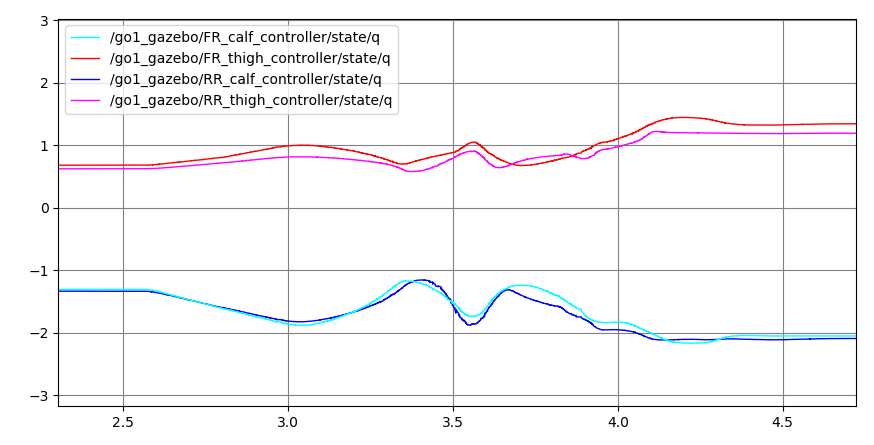 3
/go1_gazebo/FR_calf_controller/state/q
/go1_gazebo/FR_thigh_controller/state/q
/go1_gazebo/RR_calf_controller/state/q
/go1_gazebo/RR_thigh_controller/state/q
2
1
0
−1
−2
−3
2.5 3.0 3.5 4.0 4.5